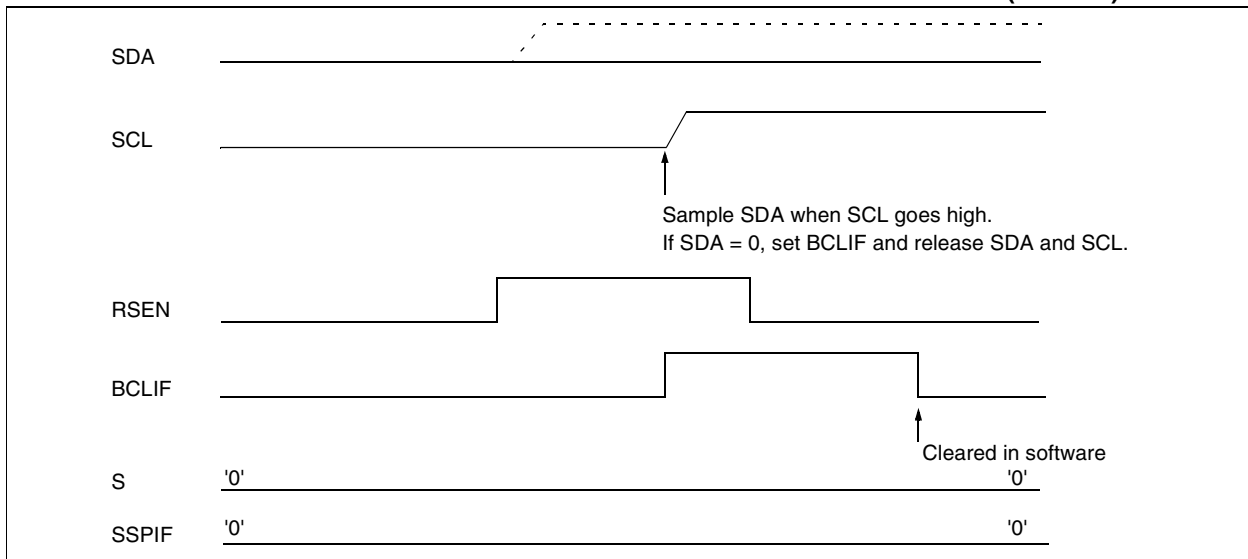 SDA
SCL
Sample SDA when SCL goes high.
If SDA = 0, set BCLIF and release SDA and SCL.
RSEN
BCLIF
Cleared in software
S '0' '0'
SSPIF '0' '0'